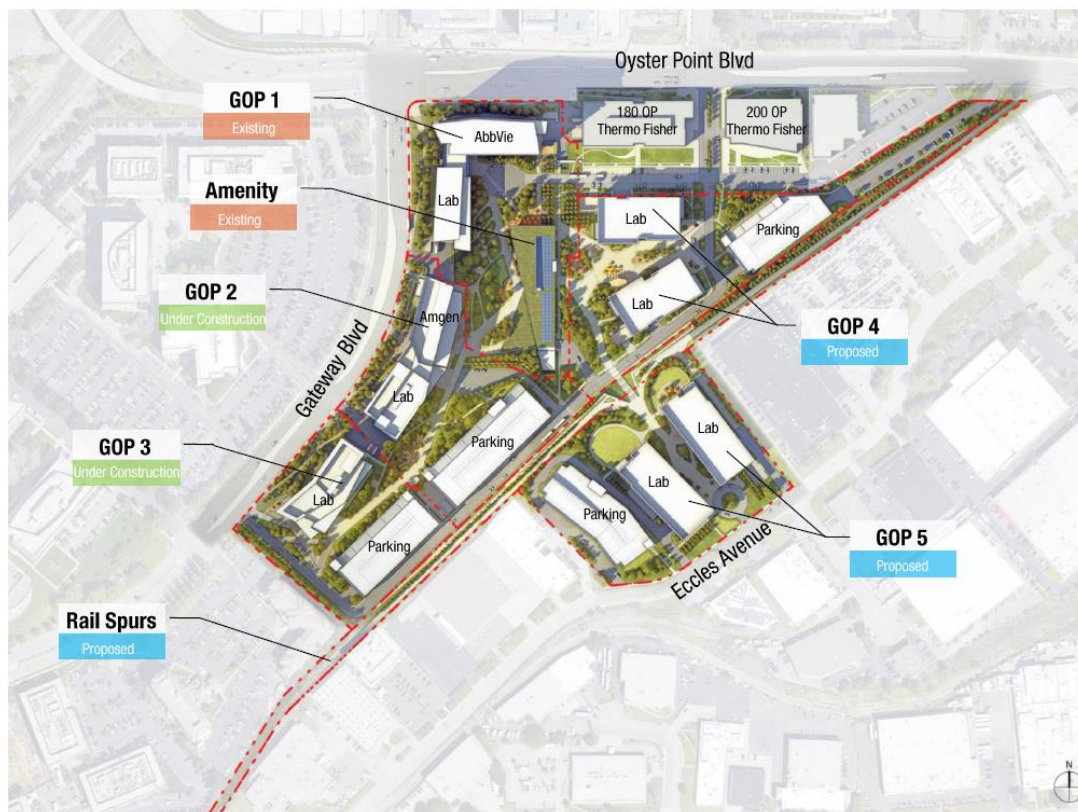 Oyster Point Blvd
GOP 1
Existing
AbbVie
180 OP
Thermo Fisher
200 OP
Thermo Fisher
Amenity
Existing
Lab
Lab
Parking
GOP 2
Under Construction
Amgen
Lab
GOP 4
Proposed
Gateway Blvd
Lab
GOP 3
Under Construction
Lab
Parking
Lab
Lab
Parking
Parking
GOP 5
Proposed
Eccles Avenue
Rail Spurs
Proposed
N